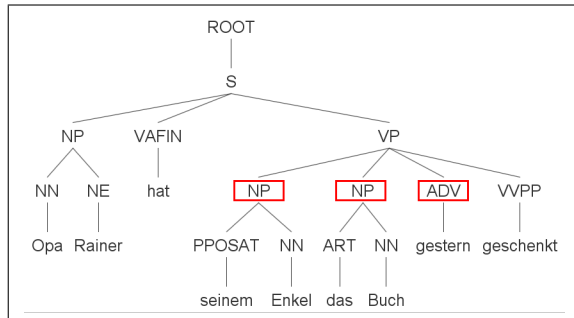 ROOT
S
NP VAFIN VP
NN NE hat NP NP ADV VVPP
Opa Rainer PPOSAT NN ART NN gestern geschenkt
seinem Enkel das Buch